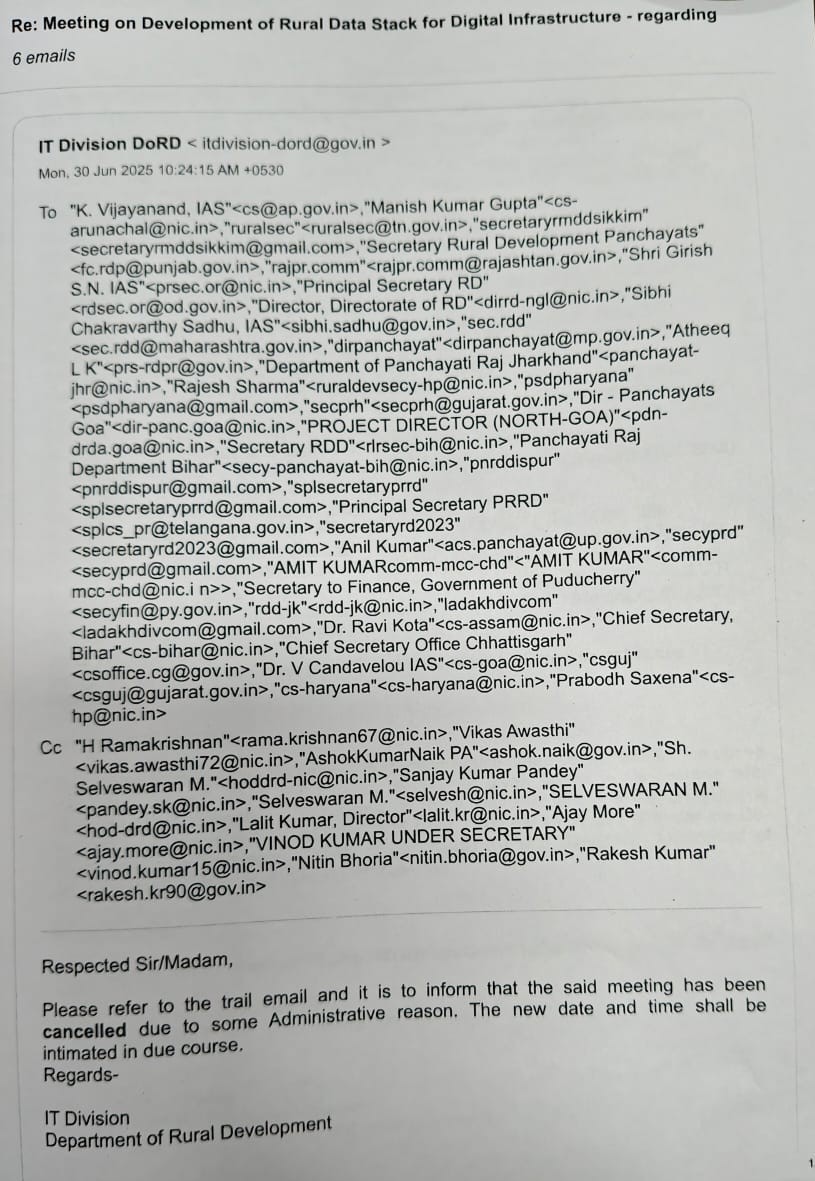 Re: Meeting on Development of Rural Data Stack for Digital Infrastructure - regarding
6 emails
IT Division DoRD < itdivision-dord@gov.in >
Mon, 30 Jun 2025 10:24:15 AM +0530
To "K. Vijayanand, IAS"<cs@ap.gov.in>,"Manish Kumar Gupta"<cs-
arunachal@nic.in>,"ruralsec"<ruralsec@tn.gov.in>,"secretaryrmddsikkim"
<secretaryrmddsikkim@gmail.com>,"Secretary Rural Development Panchayats"
<fc.rdp@punjab.gov.in>,"rajpr.comm"<rajpr.comm@rajashtan.gov.in>,"Shri Girish
S.N. IAS"<prsec.or@nic.in>,"Principal Secretary RD"
<rdsec.or@od.gov.in>,"Director, Directorate of RD"<dirrd-ngl@nic.in>,"Sibhi
Chakravarthy Sadhu, IAS"<sibhi.sadhu@gov.in>,"sec.rdd"
<sec.rdd@maharashtra.gov.in>,"dirpanchayat"<dirpanchayat@mp.gov.in>,"Atheeq
L K"<prs-rdpr@gov.in>,"Department of Panchayati Raj Jharkhand"<panchayat-
jhr@nic.in>,"Rajesh Sharma"<ruraldevsecy-hp@nic.in>,"psdpharyana"
<psdpharyana@gmail.com>,"secprh"<secprh@gujarat.gov.in>,"Dir - Panchayats
Goa"<dir-panc.goa@nic.in>,"PROJECT DIRECTOR (NORTH-GOA)"<pdn-
drda.goa@nic.in>,"Secretary RDD"<rlrsec-bih@nic.in>,"Panchayati Raj
Department Bihar"<secy-panchayat-bih@nic.in>,"pnrddispur"
<pnrddispur@gmail.com>,"splsecretaryprrd"
<splsecretaryprrd@gmail.com>,"Principal Secretary PRRD"
<splcs_pr@telangana.gov.in>,"secretaryrd2023"
<secretaryrd2023@gmail.com>,"Anil Kumar"<acs.panchayat@up.gov.in>,"secyprd"
<secyprd@gmail.com>,"AMIT KUMARcomm-mcc-chd"<"AMIT KUMAR"<comm-
mcc-chd@nic.i n>>,"Secretary to Finance, Government of Puducherry"
<secyfin@py.gov.in>,"rdd-jk"<rdd-jk@nic.in>,"ladakhdivcom"
<ladakhdivcom@gmail.com>,"Dr. Ravi Kota"<cs-assam@nic.in>,"Chief Secretary,
Bihar"<cs-bihar@nic.in>,"Chief Secretary Office Chhattisgarh"
<csoffice.cg@gov.in>,"Dr. V Candavelou IAS"<cs-goa@nic.in>,"csguj"
<csguj@gujarat.gov.in>,"cs-haryana"<cs-haryana@nic.in>,"Prabodh Saxena"<cs-
hp@nic.in>
Cc "H Ramakrishnan"<rama.krishnan67@nic.in>,"Vikas Awasthi"
<vikas.awasthi72@nic.in>,"AshokKumarNaik PA"<ashok.naik@gov.in>,"Sh.
Selveswaran M."<hoddrd-nic@nic.in>,"Sanjay Kumar Pandey"
<pandey.sk@nic.in>,"Selveswaran M."<selvesh@nic.in>,"SELVESWARAN M."
<hod-drd@nic.in>,"Lalit Kumar, Director"<lalit.kr@nic.in>,"Ajay More"
<ajay.more@nic.in>,"VINOD KUMAR UNDER SECRETARY"
<vinod.kumar15@nic.in>,"Nitin Bhoria"<nitin.bhoria@gov.in>,"Rakesh Kumar"
<rakesh.kr90@gov.in>
Respected Sir/Madam,
Please refer to the trail email and it is to inform that the said meeting has been
cancelled due to some Administrative reason. The new date and time shall be
intimated in due course.
Regards-
IT Division
Department of Rural Development
1